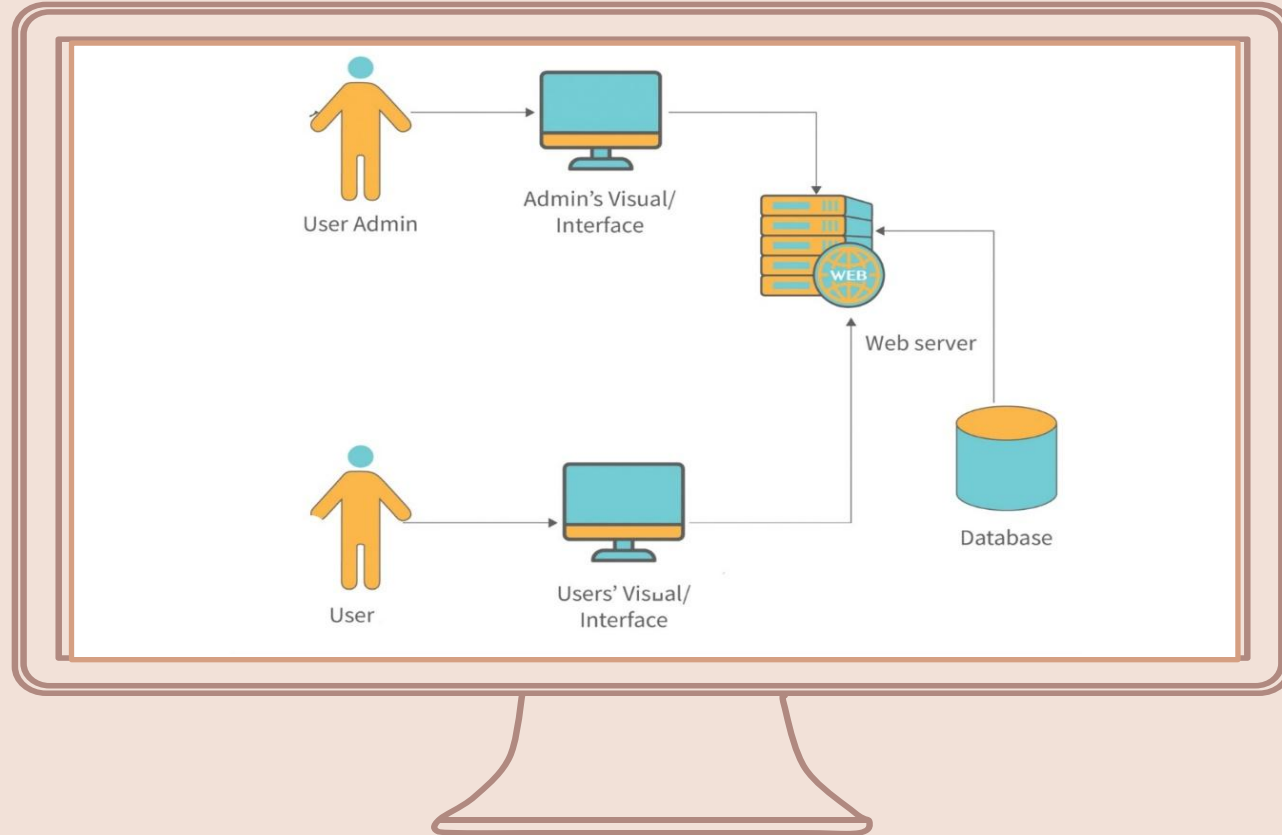 User Admin
Admin's Visual/
Interface
WEB
Web server
Database
User
Users' Visual/
Interface